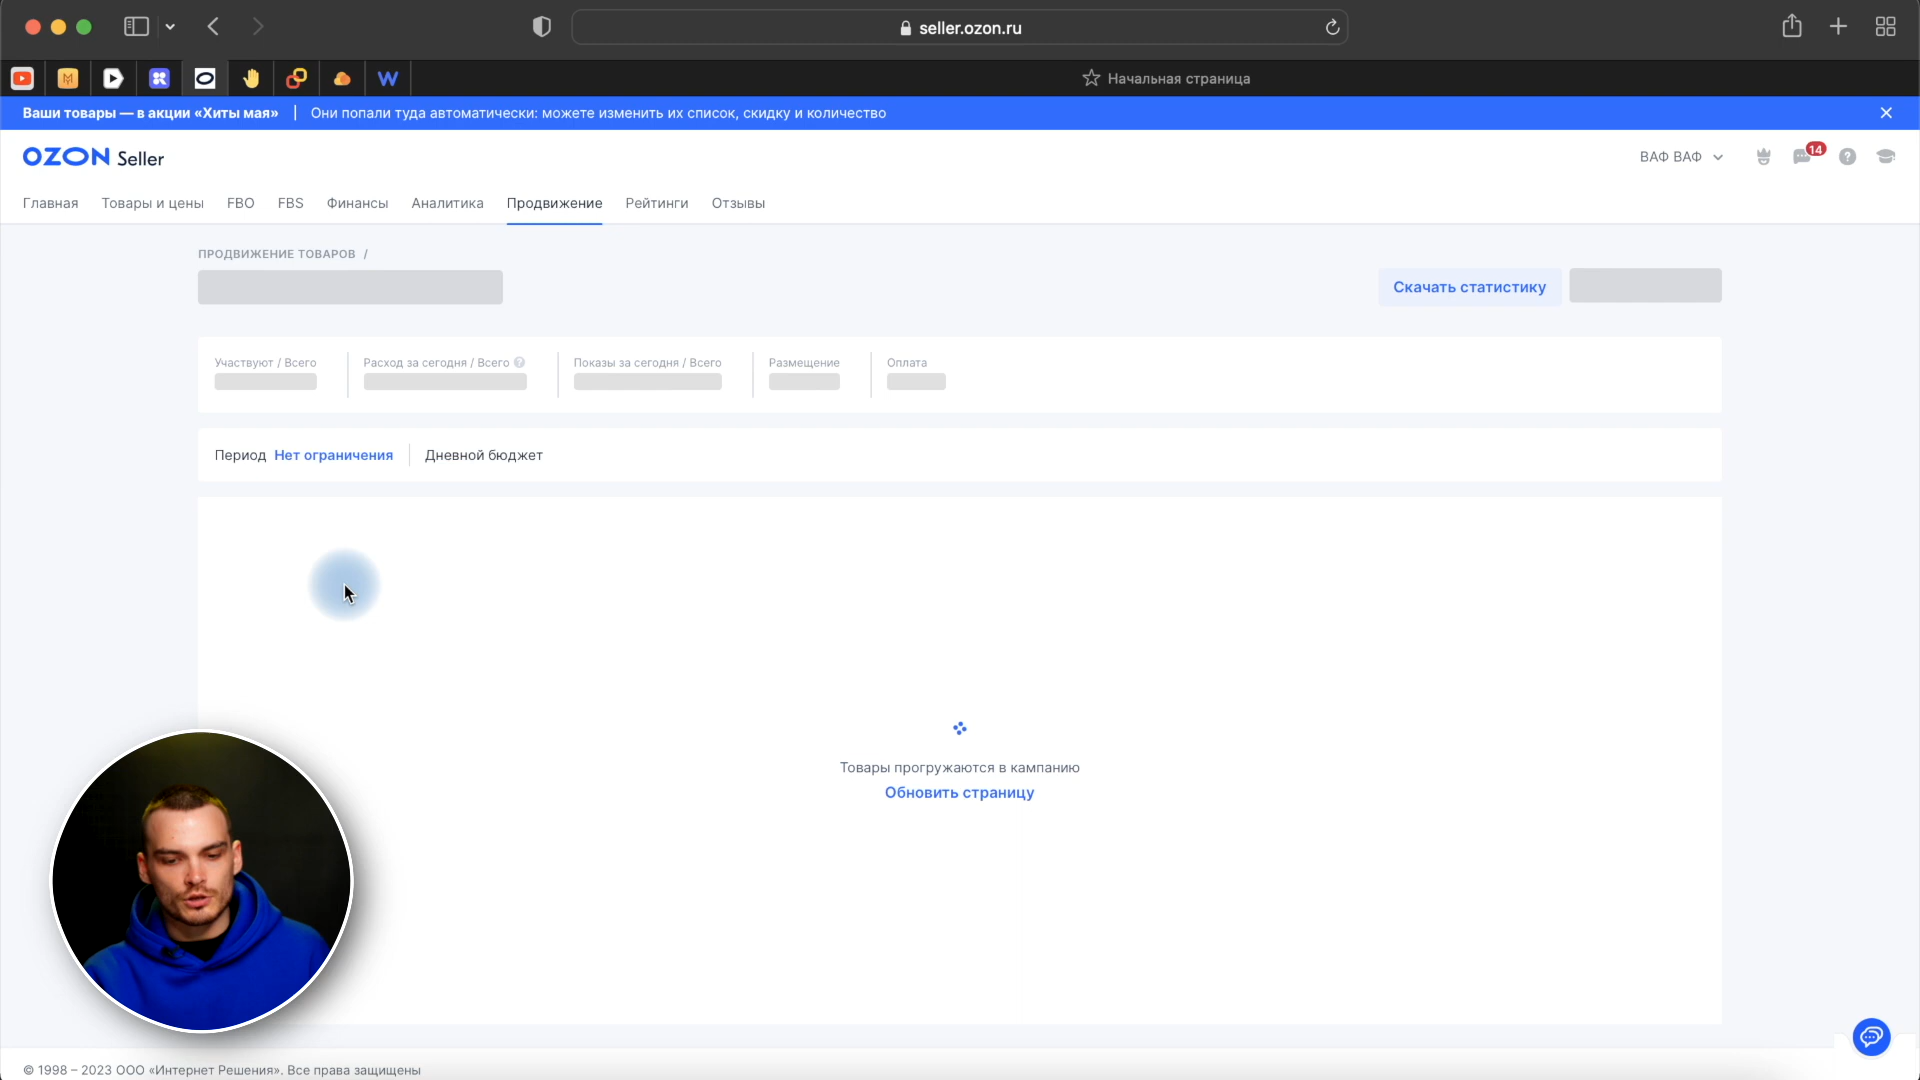 seller.ozon.ru
Начальная страница
Ваши товары — в акции «Хиты мая» | Они попали туда автоматически: можете изменить их список, скидку и количество
OZON Seller
ВАФ ВАФ
14
Главная Товары и цены FBO FBS Финансы Аналитика Продвижение Рейтинги Отзывы
ПРОДВИЖЕНИЕ ТОВАРОВ /
Скачать статистику
Участвуют / Всего Расход за сегодня / Всего Показы за сегодня / Всего Размещение Оплата
Период Нет ограничения Дневной бюджет
Товары прогружаются в кампанию
Обновить страницу
© 1998 – 2023 ООО «Интернет Решения». Все права защищены